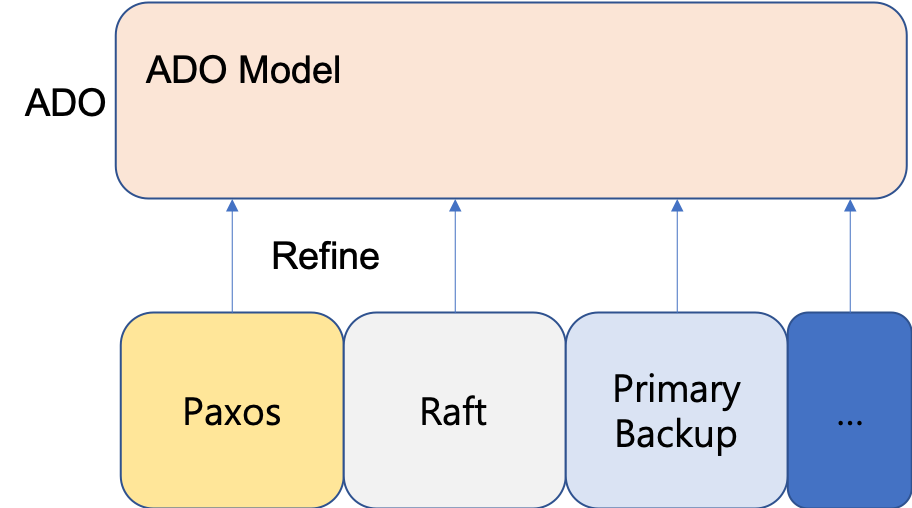 ADO Model
ADO
Refine
Paxos
Raft
Primary
Backup
...